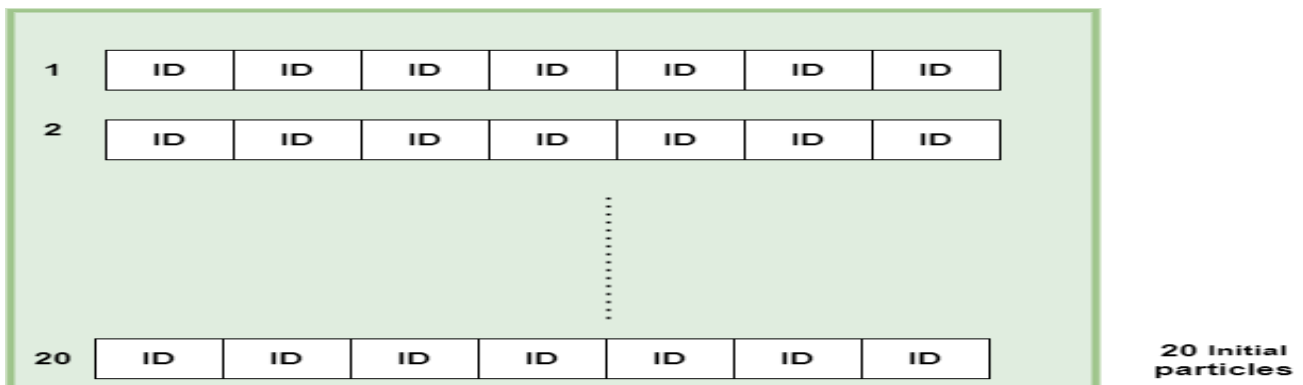 1 ID ID ID ID ID ID ID
2 ID ID ID ID ID ID ID
20 ID ID ID ID ID ID ID
20 Initial
particles